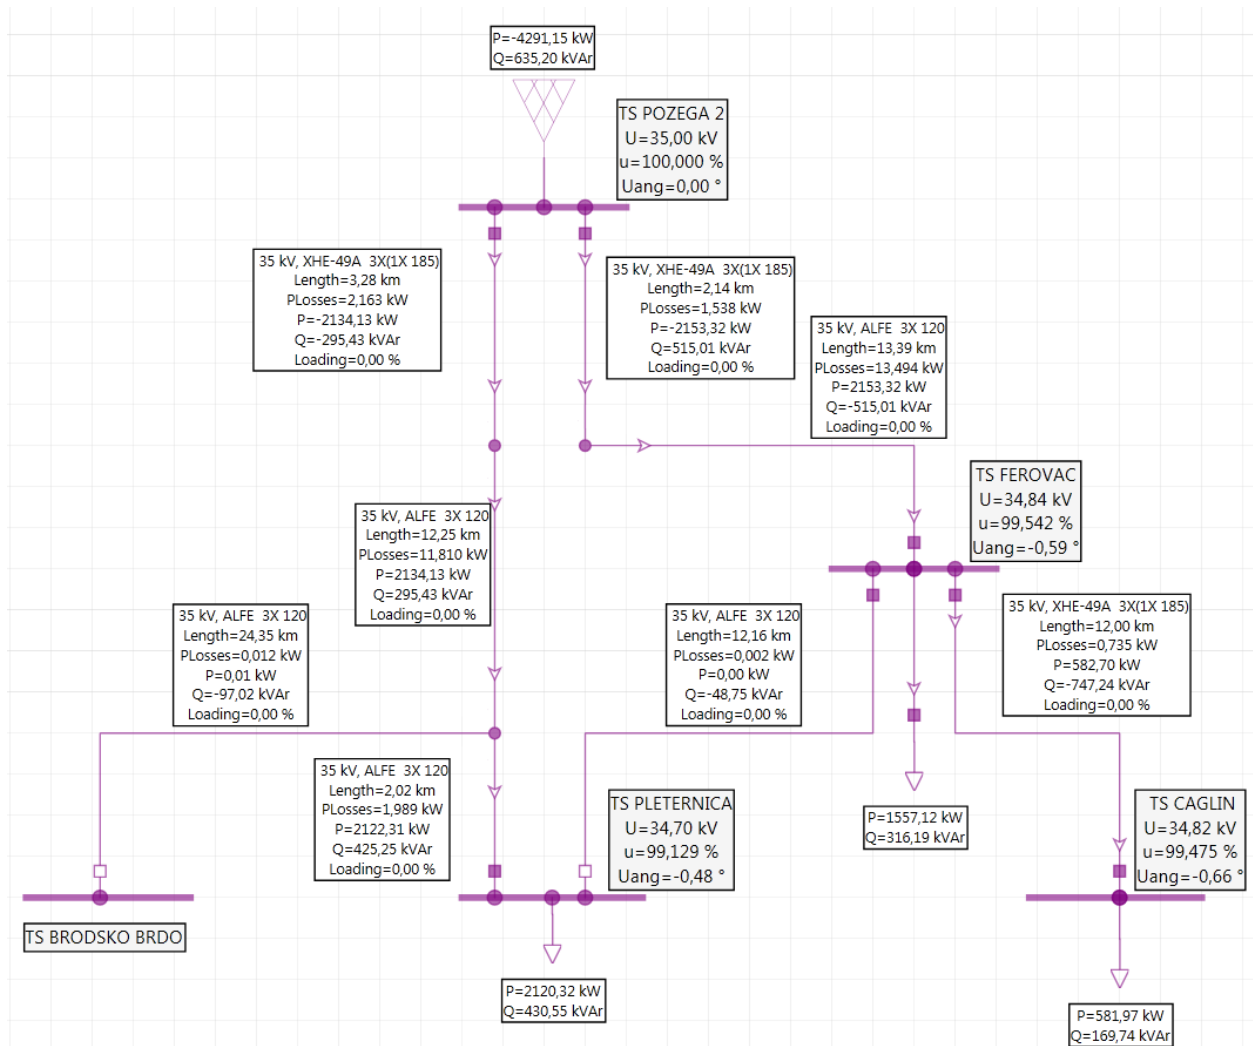 P=-4291,15 kW
Q=635,20 kVAr
TS POZEGA 2
U=35,00 kV
u=100,000 %
Uang=0,00 °
35 kV, XHE-49A 3X(1X 185)
Length=3,28 km
PLosses=2,163 kW
P=-2134,13 kW
Q=-295,43 kVAr
Loading=0,00 %
35 kV, XHE-49A 3X(1X 185)
Length=2,14 km
PLosses=1,538 kW
P=-2153,32 kW
Q=515,01 kVAr
Loading=0,00 %
35 kV, ALFE 3X 120
Length=13,39 km
PLosses=13,494 kW
P=2153,32 kW
Q=-515,01 kVAr
Loading=0,00 %
TS FEROVAC
U=34,84 kV
u=99,542 %
Uang=-0,59 °
35 kV, ALFE 3X 120
Length=12,25 km
PLosses=11,810 kW
P=2134,13 kW
Q=295,43 kVAr
Loading=0,00 %
35 kV, ALFE 3X 120
Length=24,35 km
PLosses=0,012 kW
P=0,01 kW
Q=-97,02 kVAr
Loading=0,00 %
35 kV, ALFE 3X 120
Length=12,16 km
PLosses=0,002 kW
P=0,00 kW
Q=-48,75 kVAr
Loading=0,00 %
35 kV, XHE-49A 3X(1X 185)
Length=12,00 km
PLosses=0,735 kW
P=582,70 kW
Q=-747,24 kVAr
Loading=0,00 %
35 kV, ALFE 3X 120
Length=2,02 km
PLosses=1,989 kW
P=2122,31 kW
Q=425,25 kVAr
Loading=0,00 %
TS PLETERNICA
U=34,70 kV
u=99,129 %
Uang=-0,48 °
P=1557,12 kW
Q=316,19 kVAr
TS CAGLIN
U=34,82 kV
u=99,475 %
Uang=-0,66 °
TS BRODSKO BRDO
P=2120,32 kW
Q=430,55 kVAr
P=581,97 kW
Q=169,74 kVAr